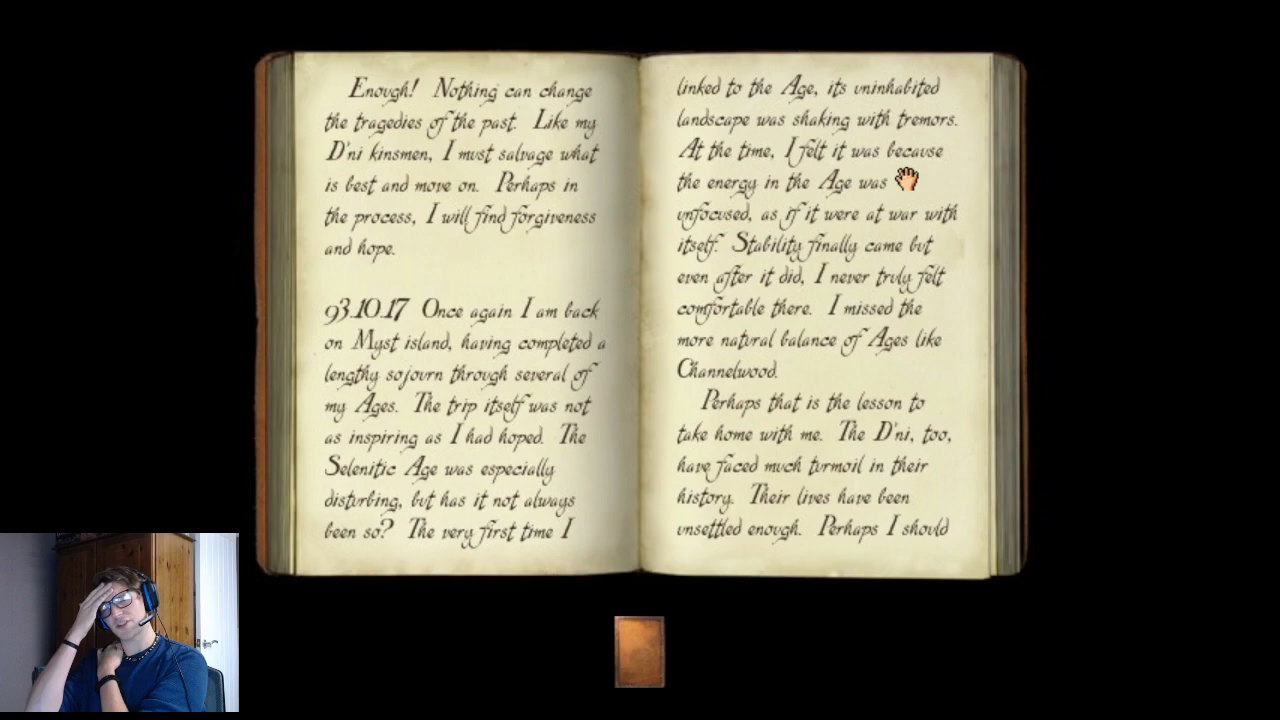 Enough! Nothing can change
the tragedies of the past. Like my
D'ni kinsmen, I must salvage what
is best and move on. Perhaps in
the process, I will find forgiveness
and hope.
93.10.17 Once again I am back
on Myst island, having completed a
lengthy sojourn through several of
my Ages. The trip itself was not
as inspiring as I had hoped. The
Selenitic Age was especially
disturbing, but has it not always
been so? The very first time I
linked to the Age, its uninhabited
landscape was shaking with tremors.
At the time, I felt it was because
the energy in the Age was
unfocused, as if it were at war with
itself. Stability finally came but
even after it did, I never truly felt
comfortable there. I missed the
more natural balance of Ages like
Channelwood.
Perhaps that is the lesson to
take home with me. The D'ni, too,
have faced much turmoil in their
history. Their lives have been
unsettled enough. Perhaps I should